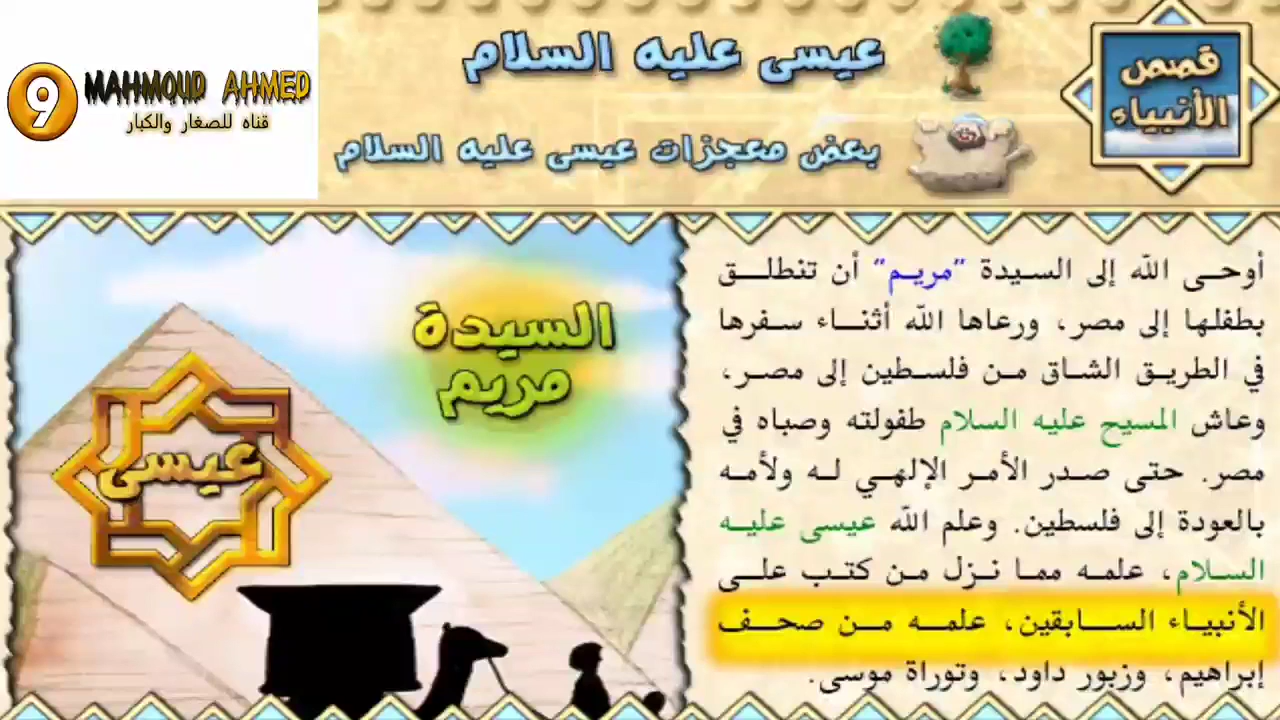 9 MAHMOUD AHMED
قناه للصغار والكبار
عيسى عليه السلام
بعض معجزات عيسى عليه السلام
قصص
الأنبياء
السيدة
مريم
عيسى
أوحى الله إلى السيدة "مريم" أن تنطلق
بطفلها إلى مصر، ورعاها الله أثناء سفرها
في الطريق الشاق من فلسطين إلى مصر،
وعاش المسيح عليه السلام طفولته وصباه في
مصر. حتى صدر الأمر الإلهي له ولأمه
بالعودة إلى فلسطين. وعلم الله عيسى عليه
السلام، علمه مما نزل من كتب على
الأنبياء السابقين، علمه من صحف
إبراهيم، وزبور داود، وتوراة موسى.